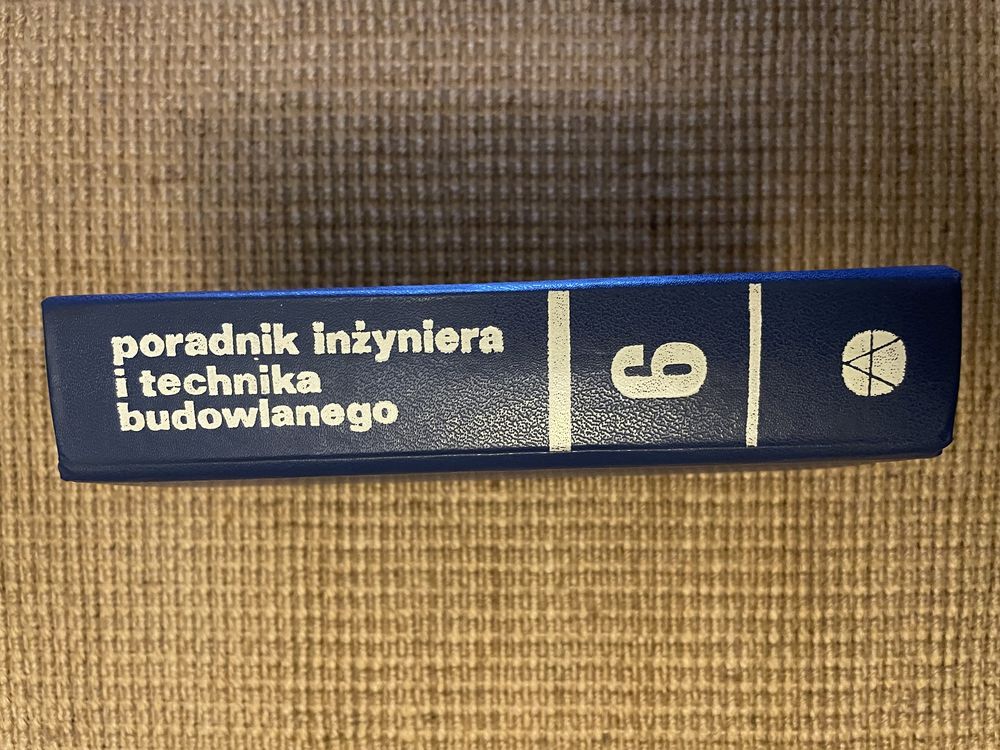 poradnik inżyniera
i technika
budowlanego
6